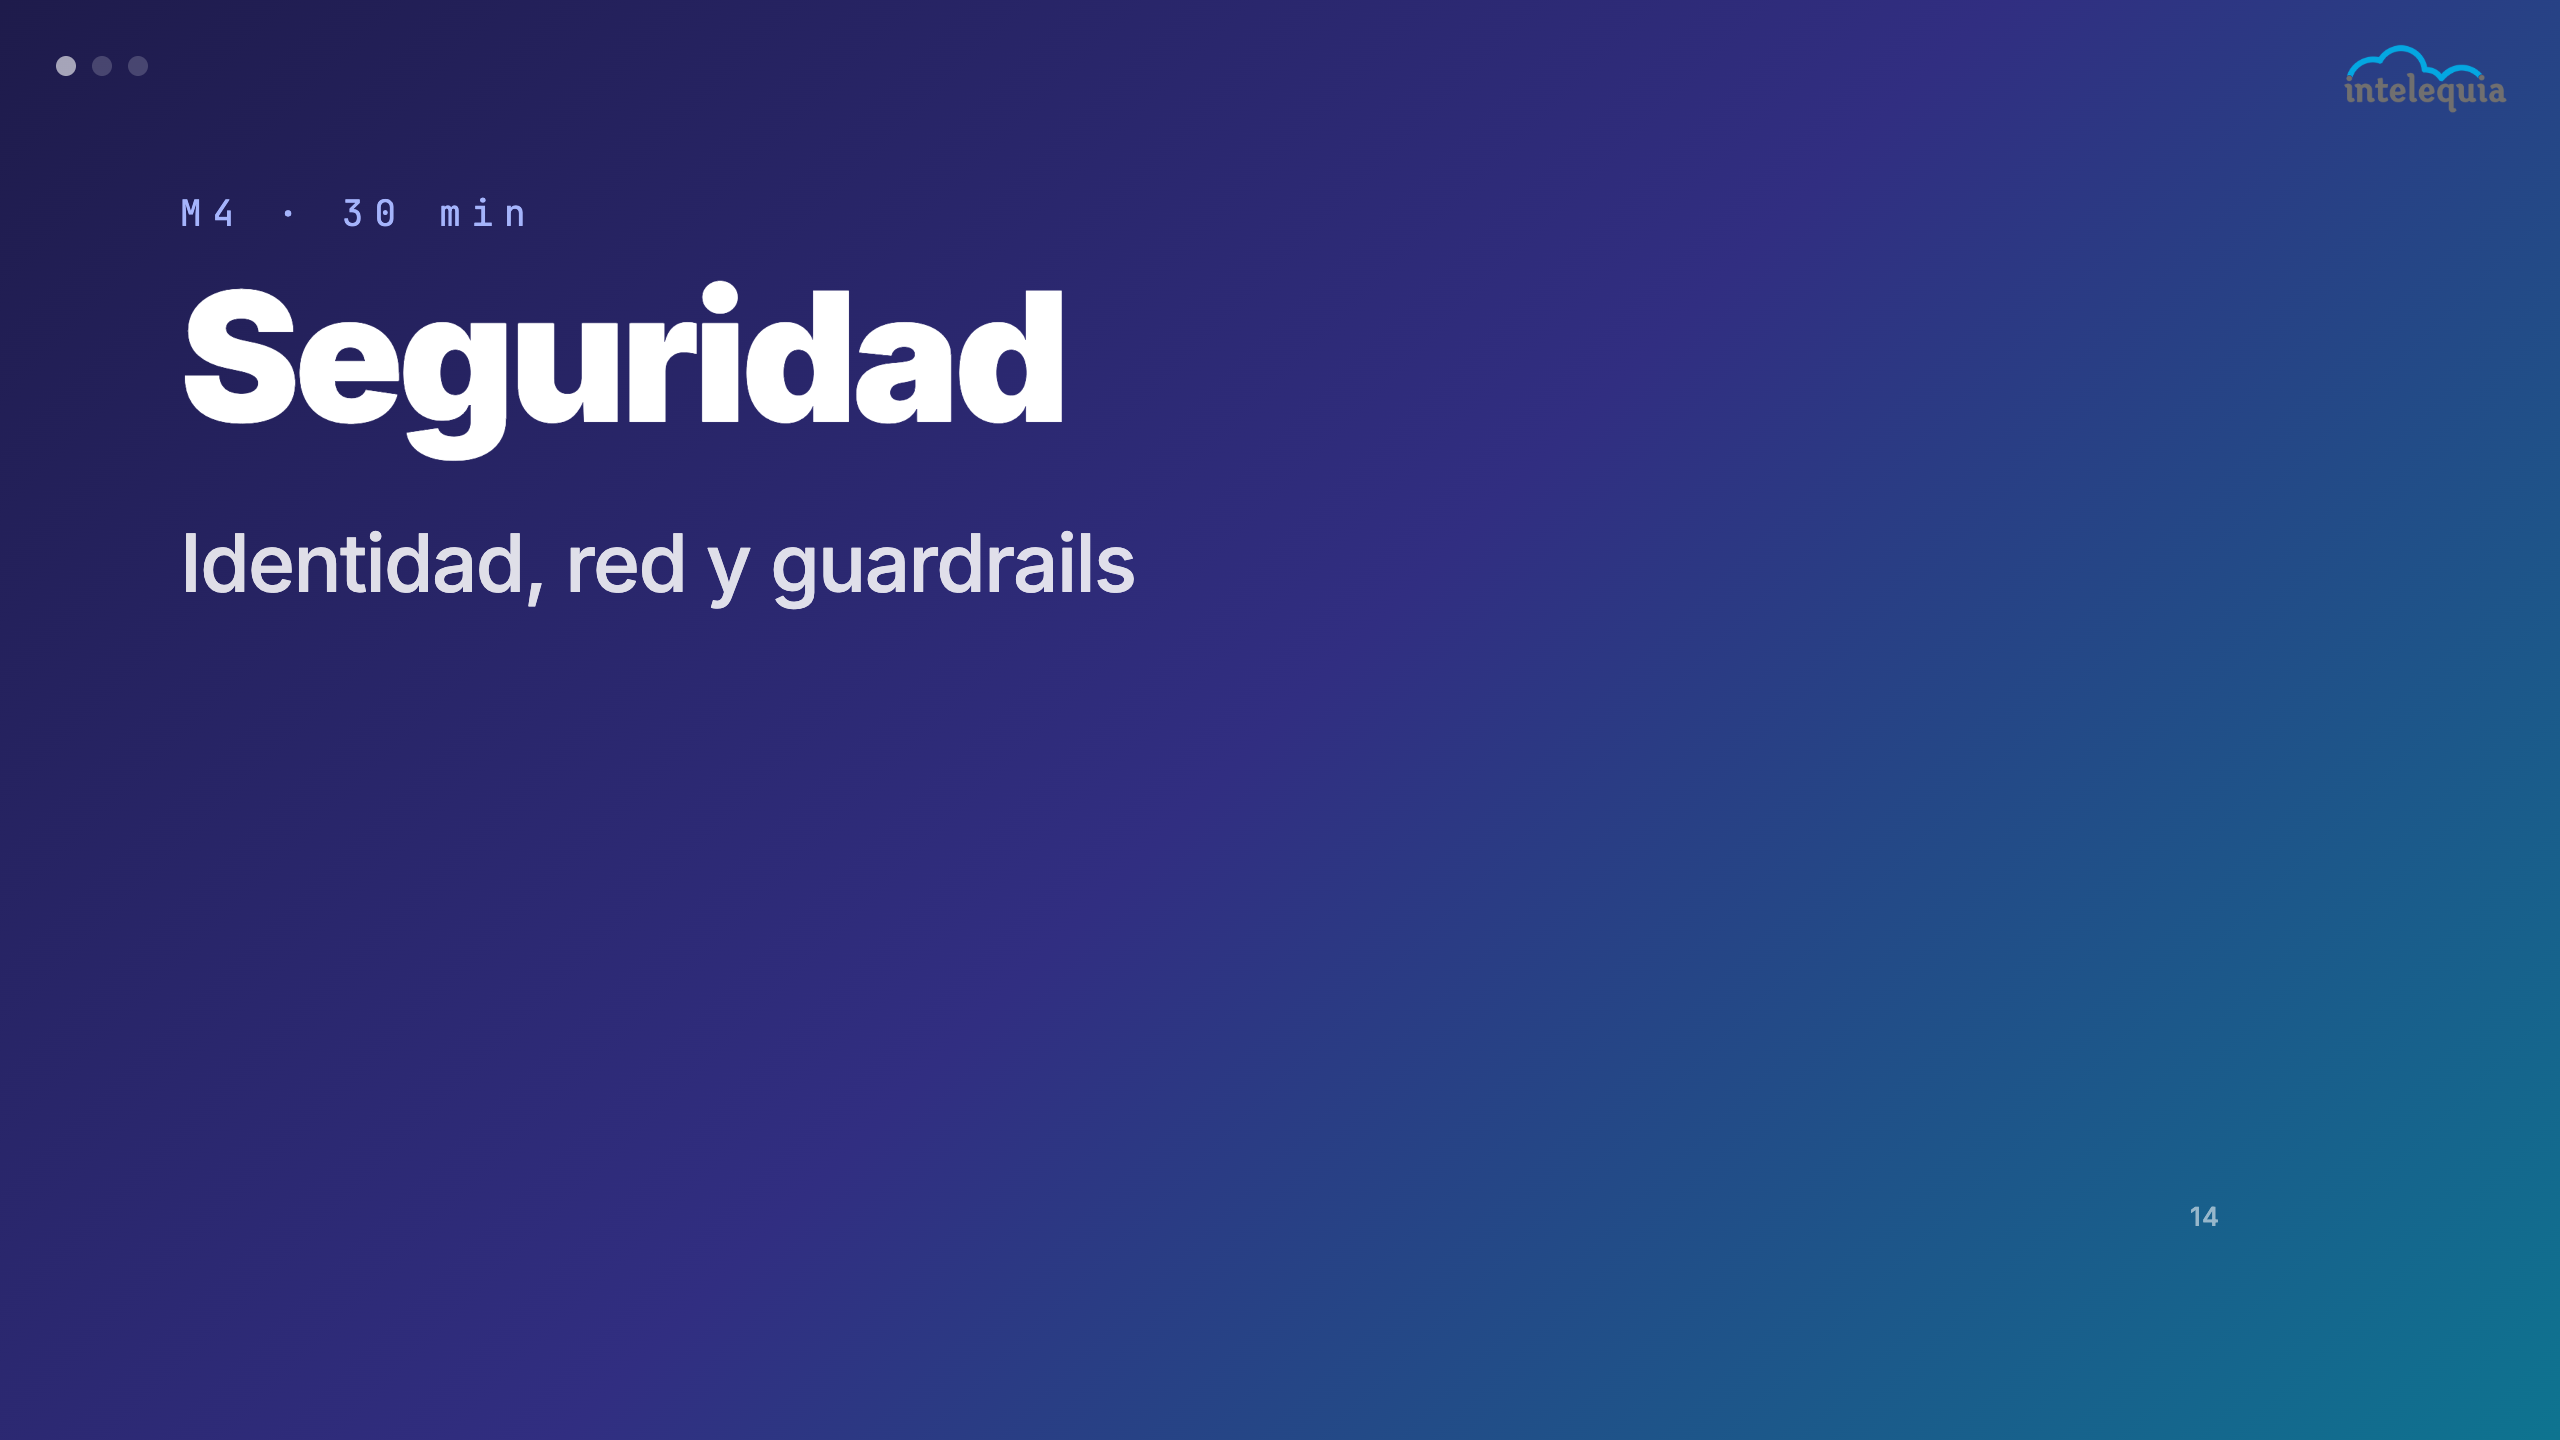 intelequia
M4 · 30 min
Seguridad
Identidad, red y guardrails
14